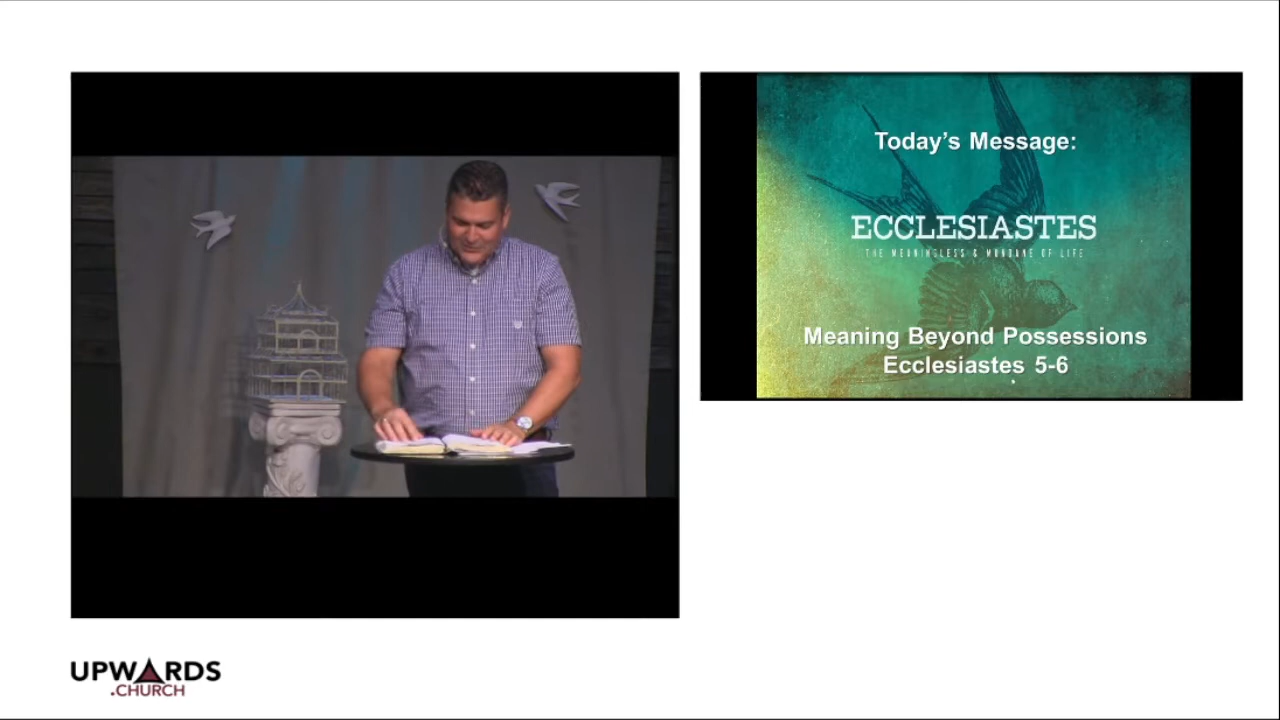 Today's Message:
ECCLESIASTES
THE MEANINGLESS & MUNDANE OF LIFE
Meaning Beyond Possessions
Ecclesiastes 5-6
UPWARDS
.CHURCH